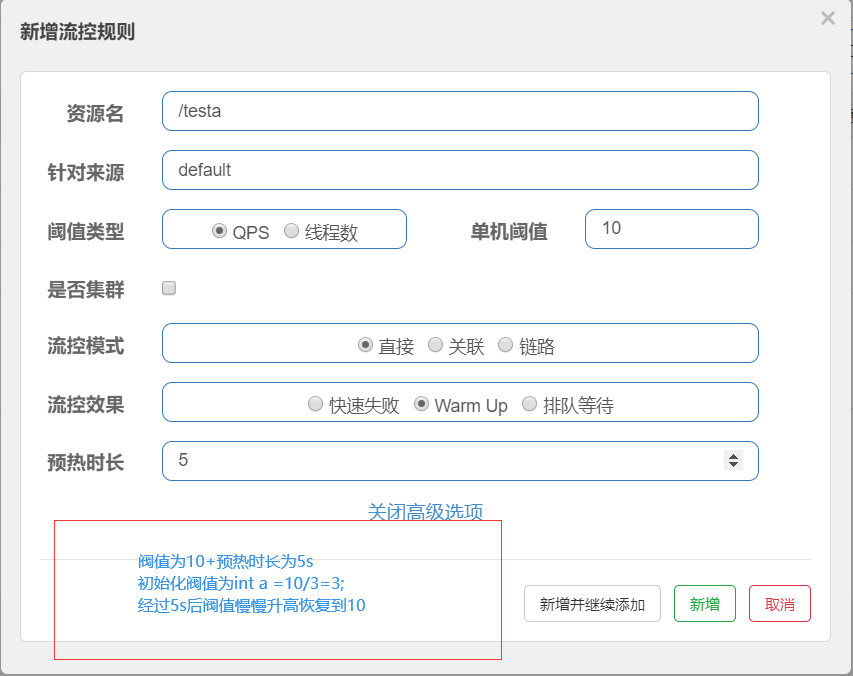 新增流控规则
×
资源名 /testa
针对来源 default
阈值类型 QPS 线程数 单机阈值 10
是否集群
流控模式 直接 关联 链路
流控效果 快速失败 Warm Up 排队等待
预热时长 5
关闭高级选项
阀值为10+预热时长为5s
初始化阀值为int a =10/3=3;
经过5s后阀值慢慢升高恢复到10
新增并继续添加 新增 取消